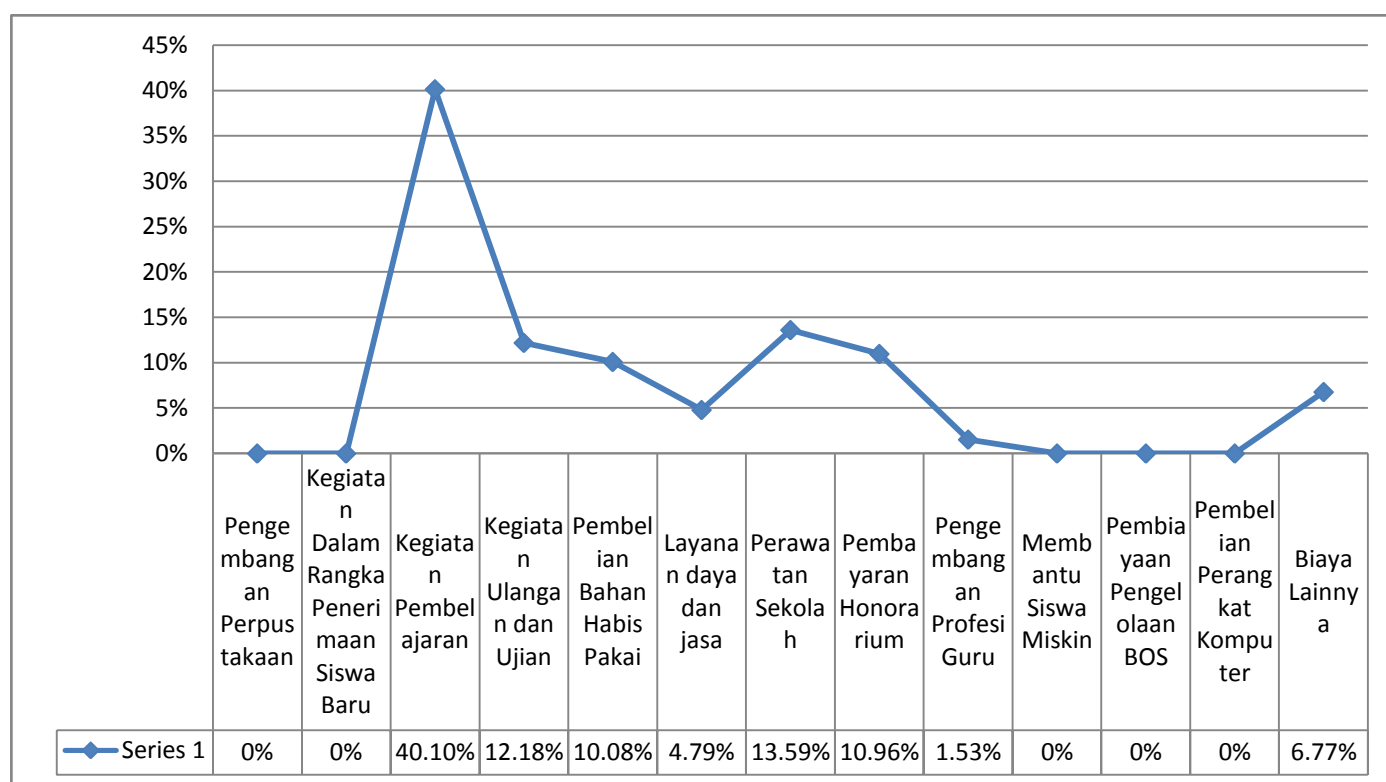 45%
40%
35%
30%
25%
20%
15%
10%
5%
0%
Penge
mbang
an
Perpus
takaan
Kegiata
n
Dalam
Rangka
Peneri
maan
Siswa
Baru
Kegiata
n
Pembel
ajaran
Kegiata
n
Ulanga
n dan
Ujian
Pembel
ian
Bahan
Habis
Pakai
Layana
n daya
dan
jasa
Perawa
tan
Sekola
h
Pemba
yaran
Honora
rium
Penge
mbang
an
Profesi
Guru
Memb
antu
Siswa
Miskin
Pembia
yaan
Pengel
olaan
BOS
Pembel
ian
Perang
kat
Kompu
ter
Biaya
Lainny
a
Series 1 0% 0% 40.10% 12.18% 10.08% 4.79% 13.59% 10.96% 1.53% 0% 0% 0% 6.77%